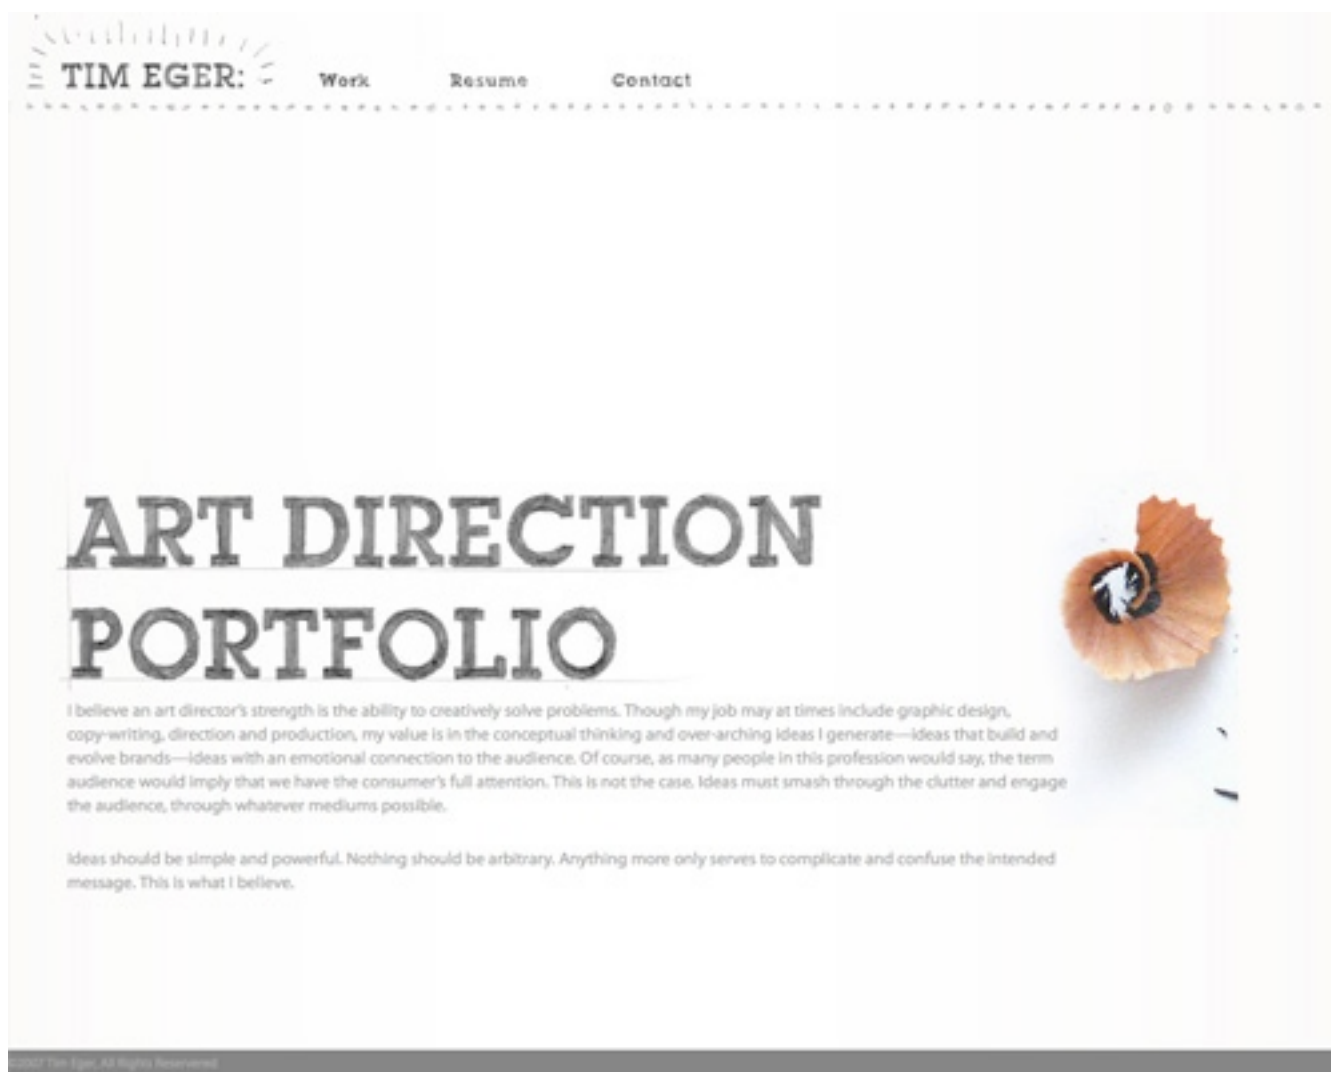 TIM EGER:
Work Resume Contact
ART DIRECTION
PORTFOLIO
I believe an art director's strength is the ability to creatively solve problems. Though my job may at times include graphic design,
copy-writing, direction and production, my value is in the conceptual thinking and over-arching ideas I generate—ideas that build and
evolve brands—ideas with an emotional connection to the audience. Of course, as many people in this profession would say, the term
audience would imply that we have the consumer's full attention. This is not the case. Ideas must smash through the clutter and engage
the audience, through whatever mediums possible.
Ideas should be simple and powerful. Nothing should be arbitrary. Anything more only serves to complicate and confuse the intended
message. This is what I believe.
©2007 Tim Eger, All Rights Reservered